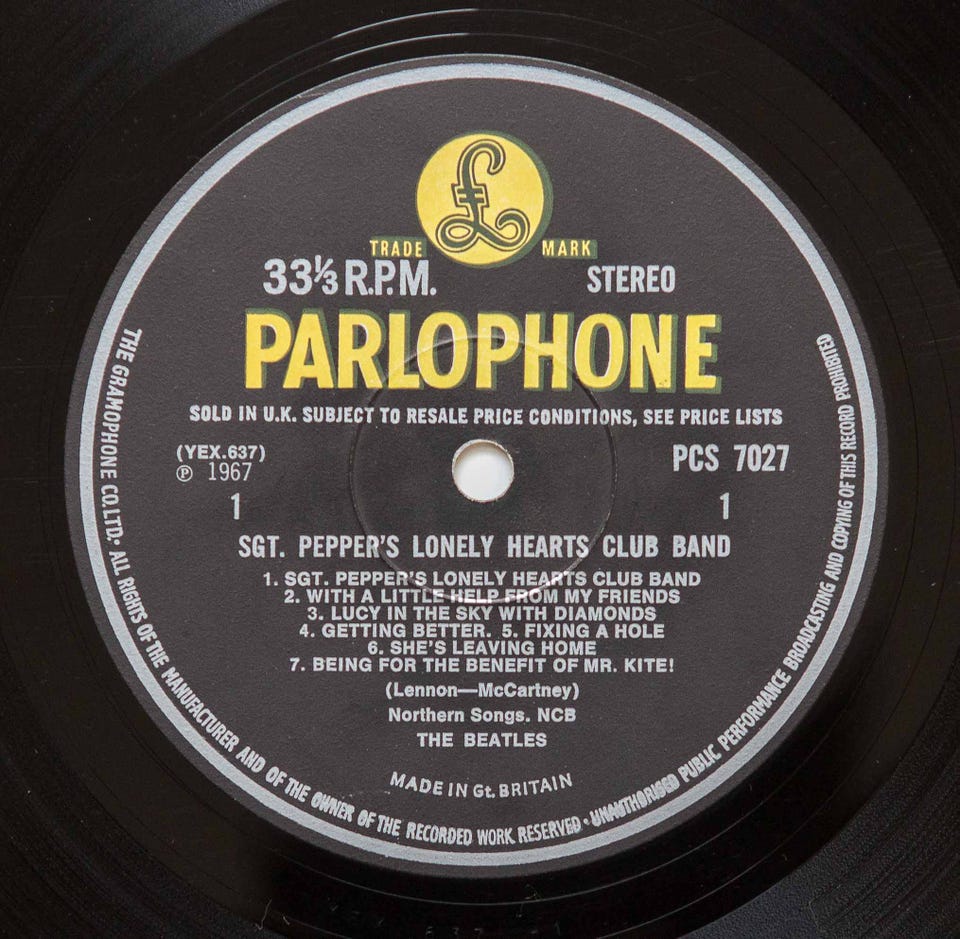 £
TRADE MARK
33⅓ R.P.M. STEREO
PARLOPHONE
SOLD IN U.K. SUBJECT TO RESALE PRICE CONDITIONS, SEE PRICE LISTS
(YEX.637) PCS 7027
℗ 1967
1 1
SGT. PEPPER'S LONELY HEARTS CLUB BAND
1. SGT. PEPPER'S LONELY HEARTS CLUB BAND
2. WITH A LITTLE HELP FROM MY FRIENDS
3. LUCY IN THE SKY WITH DIAMONDS
4. GETTING BETTER. 5. FIXING A HOLE
6. SHE'S LEAVING HOME
7. BEING FOR THE BENEFIT OF MR. KITE!
(Lennon—McCartney)
Northern Songs. NCB
THE BEATLES
MADE IN Gt. BRITAIN
THE GRAMOPHONE CO. LTD. • ALL RIGHTS OF THE MANUFACTURER AND OF THE OWNER OF THE RECORDED WORK RESERVED • UNAUTHORISED PUBLIC PERFORMANCE BROADCASTING AND COPYING OF THIS RECORD PROHIBITED